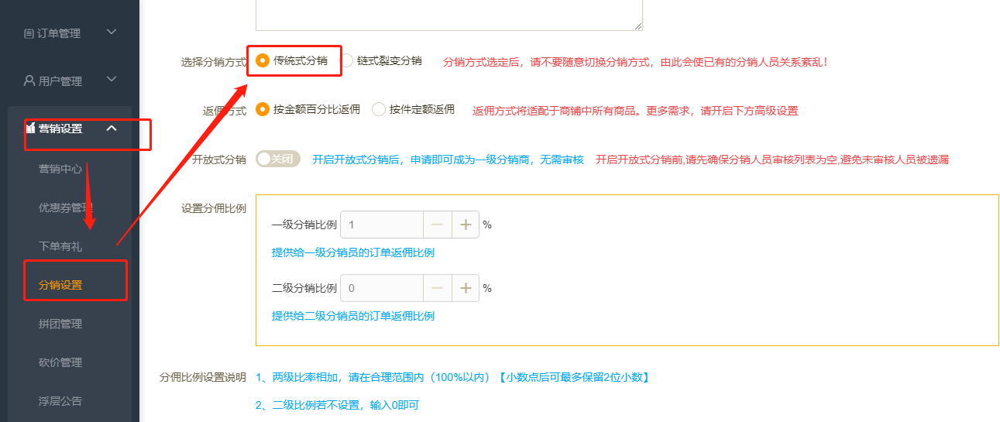 订单管理
用户管理
营销设置
营销中心
优惠券管理
下单有礼
分销设置
拼团管理
砍价管理
浮层公告
选择分销方式 传统式分销 链式裂变分销 分销方式选定后，请不要随意切换分销方式，由此会使已有的分销人员关系紊乱！
返佣方式 按金额百分比返佣 按件定额返佣 返佣方式将适配于商铺中所有商品。更多需求，请开启下方高级设置
开放式分销 关闭 开启开放式分销后，申请即可成为一级分销商，无需审核 开启开放式分销前,请先确保分销人员审核列表为空,避免未审核人员被遗漏
设置分佣比例
一级分销比例 1 － ＋ %
提供给一级分销员的订单返佣比例
二级分销比例 0 － ＋ %
提供给二级分销员的订单返佣比例
分佣比例设置说明 1、两级比率相加，请在合理范围内（100%以内）【小数点后可最多保留2位小数】
2、二级比例若不设置，输入0即可